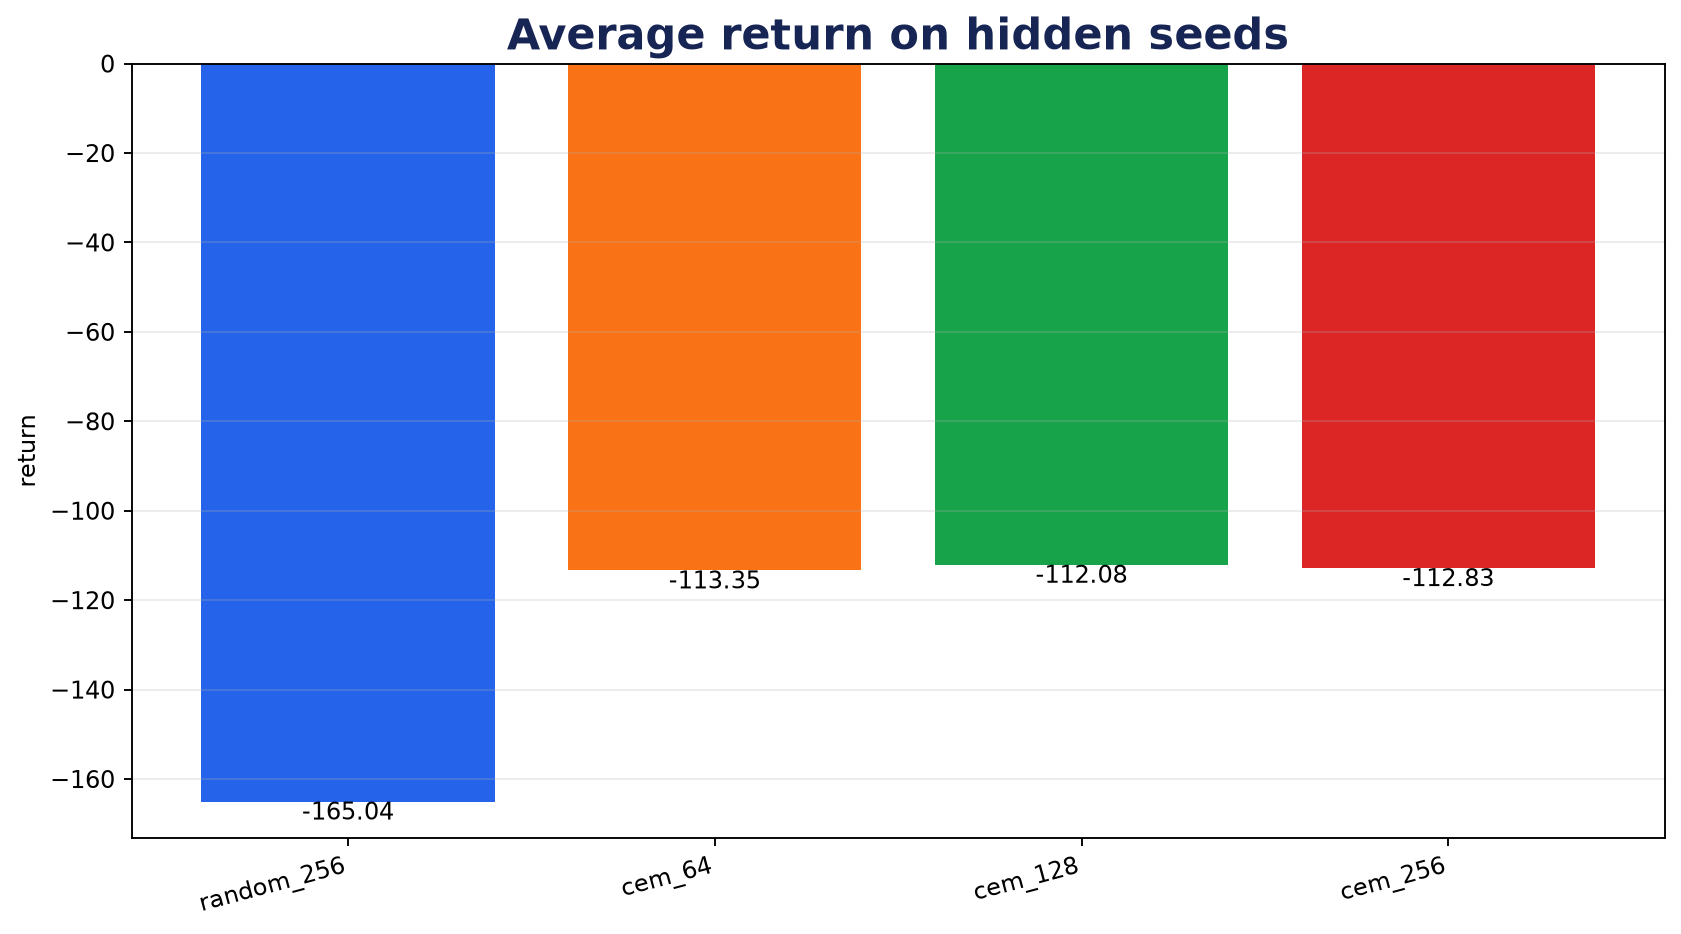 Average return on hidden seeds
0
−20
−40
−60
−80
−100
−120
−140
−160
return
-165.04
-113.35
-112.08
-112.83
random_256
cem_64
cem_128
cem_256